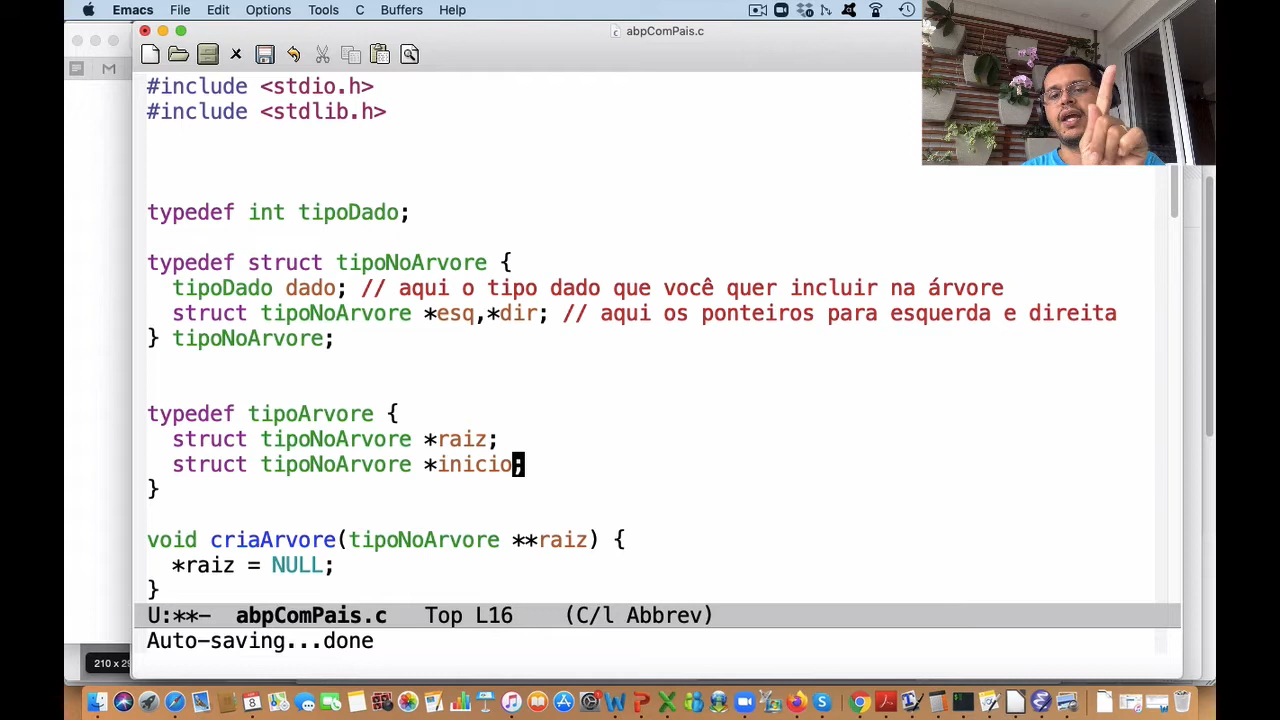 Emacs File Edit Options Tools C Buffers Help
abpComPais.c
#include <stdio.h>
#include <stdlib.h>
typedef int tipoDado;
typedef struct tipoNoArvore {
tipoDado dado; // aqui o tipo dado que você quer incluir na árvore
struct tipoNoArvore *esq,*dir; // aqui os ponteiros para esquerda e direita
} tipoNoArvore;
typedef tipoArvore {
struct tipoNoArvore *raiz;
struct tipoNoArvore *inicio;
}
void criaArvore(tipoNoArvore **raiz) {
*raiz = NULL;
}
U:**- abpComPais.c Top L16 (C/l Abbrev)
Auto-saving...done